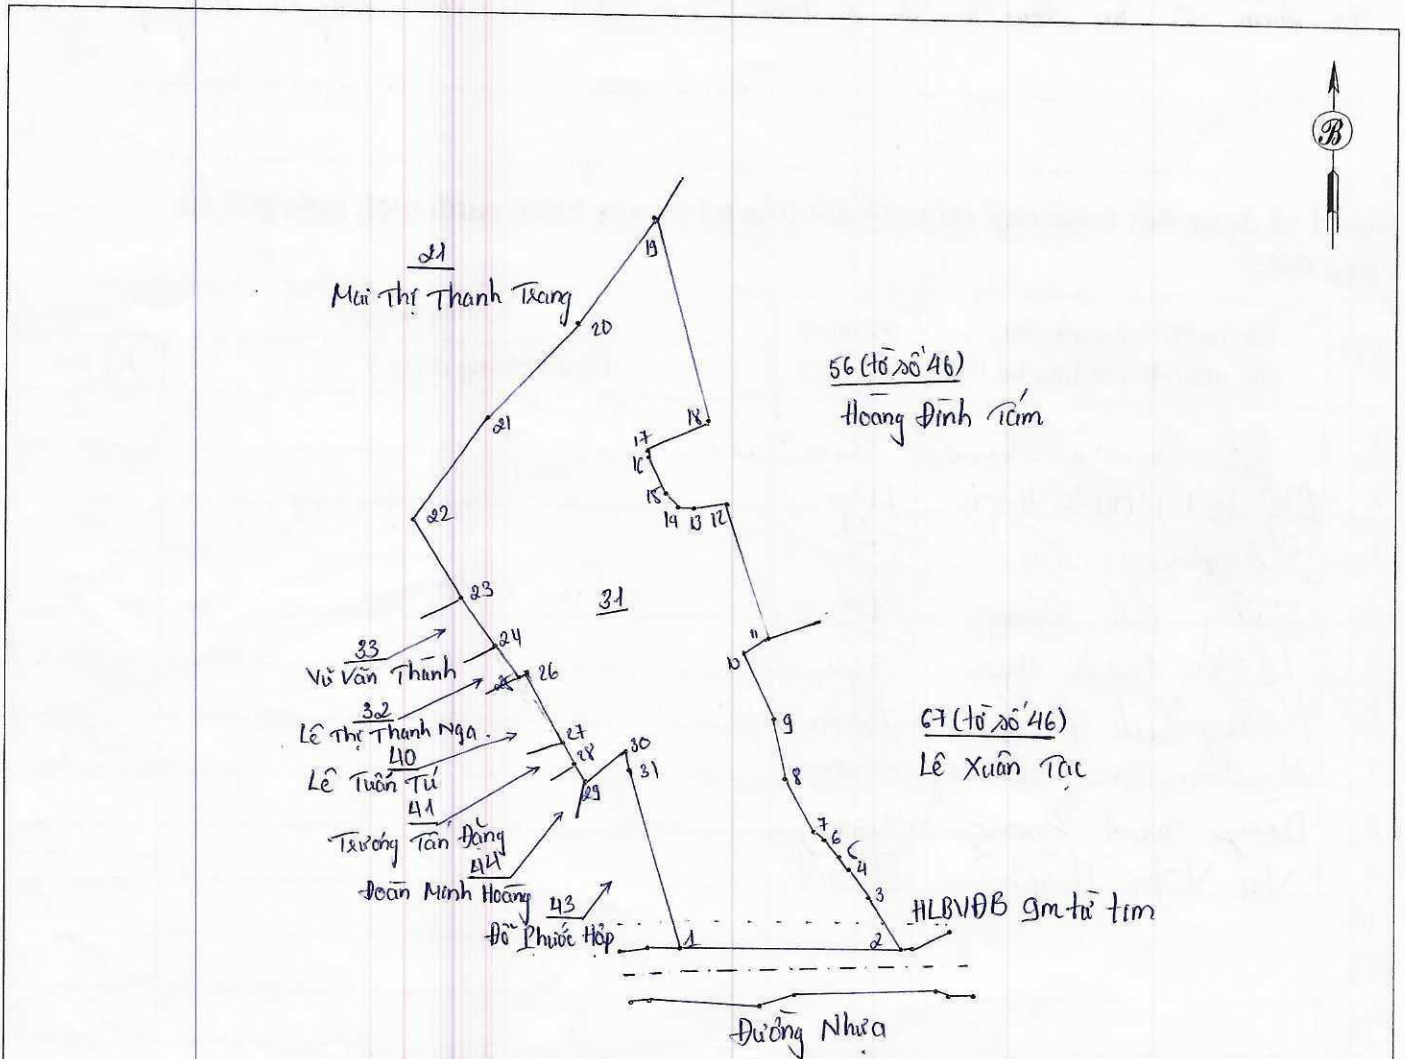 B
19
21
Mai Thị Thanh Trang
20
56 (tờ số 46)
Hoàng Đình Tám
21
18
17
16
15
14 13 12
22
23
31
24
11
10
33
Vũ Văn Thành
26
32
Lê Thị Thanh Nga
9
67 (tờ số 46)
Lê Xuân Tạc
27
28
30
31
40
Lê Tuấn Tú
8
29
41
Trương Tấn Đặng
7
6
4
44
Đoàn Minh Hoàng
3
43
Đỗ Phước Hợp
HLBVĐB 9m từ tim
1
2
Đường Nhựa